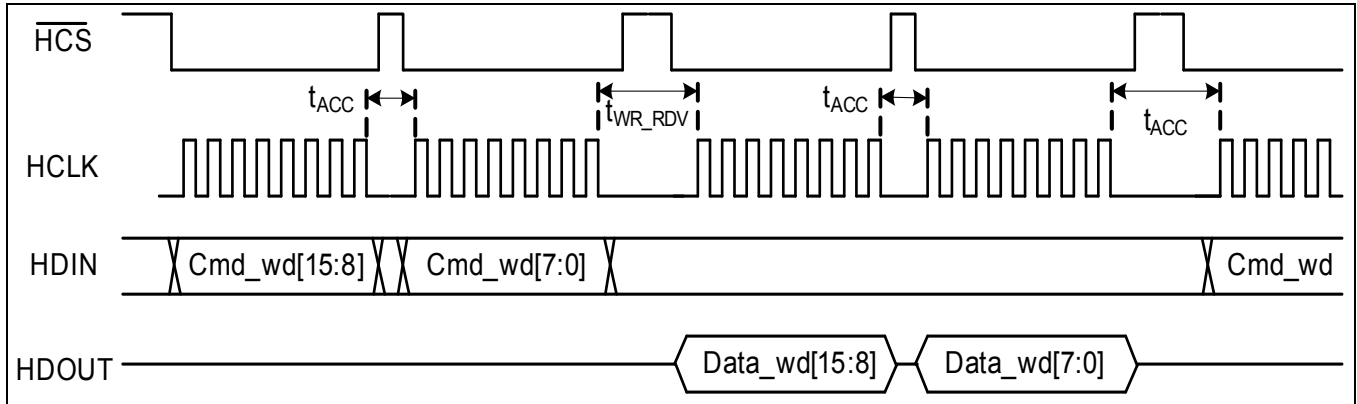 HCS
tACC
tWR_RDV
tACC
tACC
HCLK
HDIN
Cmd_wd[15:8]
Cmd_wd[7:0]
Cmd_wd
HDOUT
Data_wd[15:8]
Data_wd[7:0]